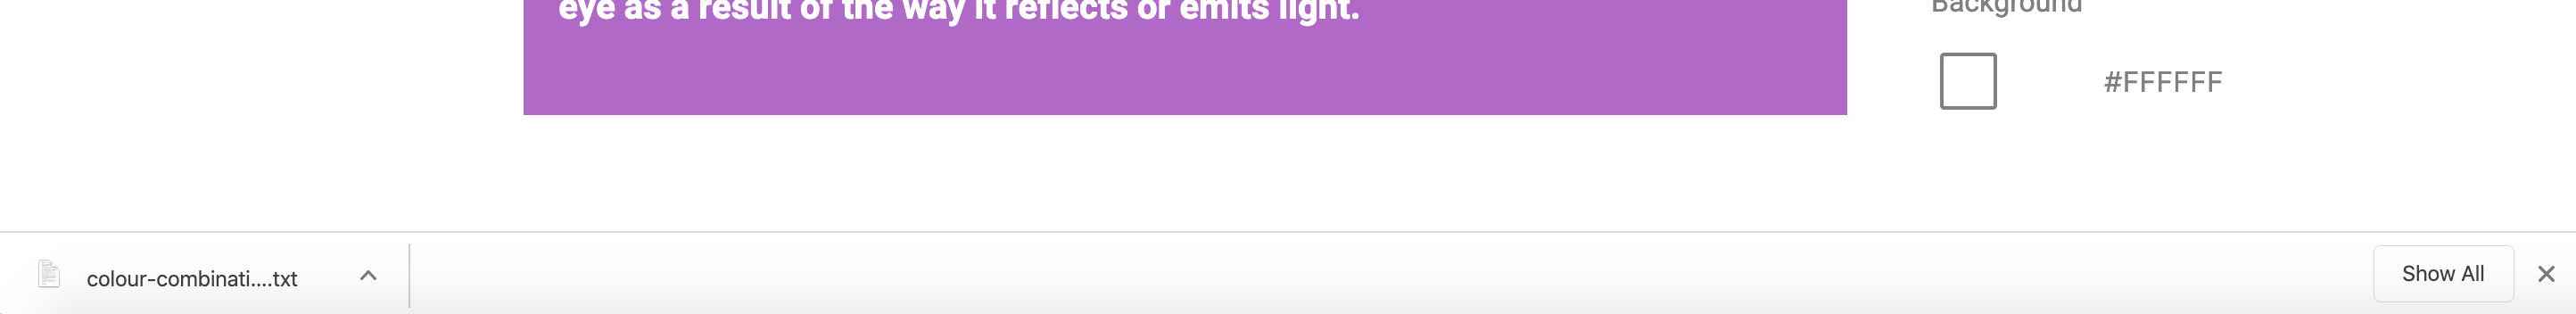 eye as a result of the way it reflects or emits light.
Background
#FFFFFF
colour-combinati....txt
Show All